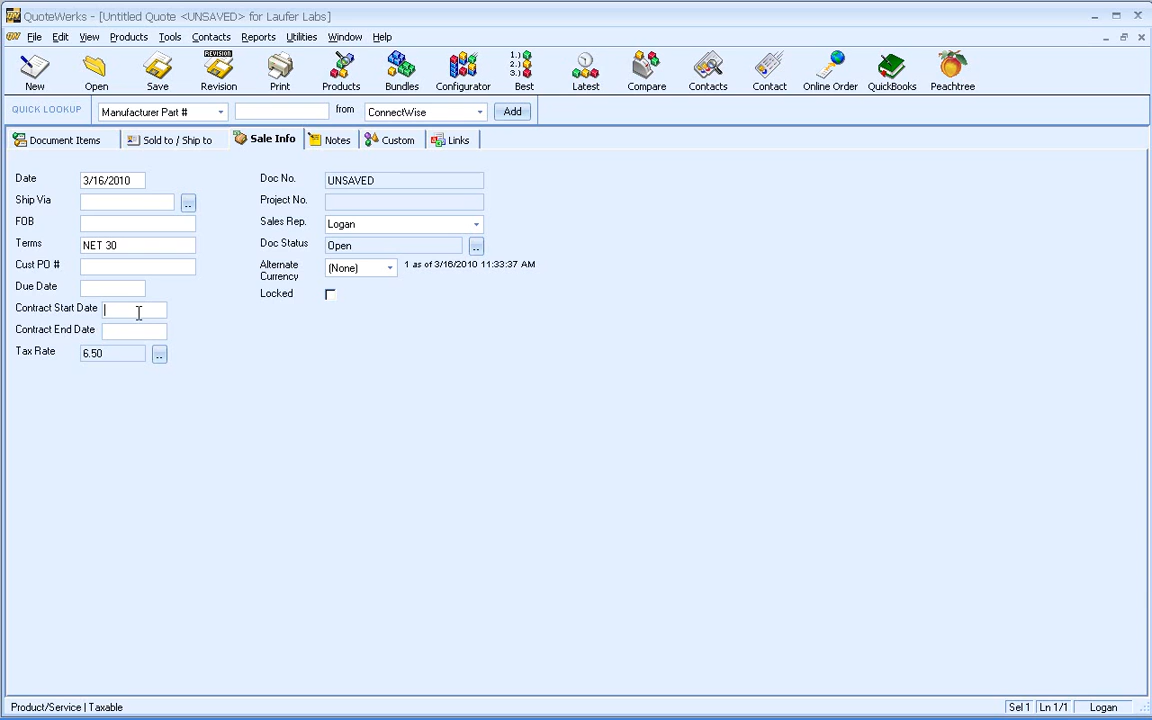 QuoteWerks - [Untitled Quote <UNSAVED> for Laufer Labs]
File Edit View Products Tools Contacts Reports Utilities Window Help
New Open Save REVISION Revision Print Products Bundles Configurator 1.) 2.) 3.) Best Latest Compare Contacts Contact Online Order QuickBooks Peachtree
QUICK LOOKUP Manufacturer Part # from ConnectWise Add
Document Items Sold to / Ship to Sale Info Notes Custom Links
Date 3/16/2010 Doc No. UNSAVED
Ship Via .. Project No.
FOB Sales Rep. Logan
Terms NET 30 Doc Status Open ..
Cust PO # Alternate Currency (None) 1 as of 3/16/2010 11:33:37 AM
Due Date Locked
Contract Start Date
Contract End Date
Tax Rate 6.50 ..
Product/Service | Taxable Sel 1 Ln 1/1 Logan